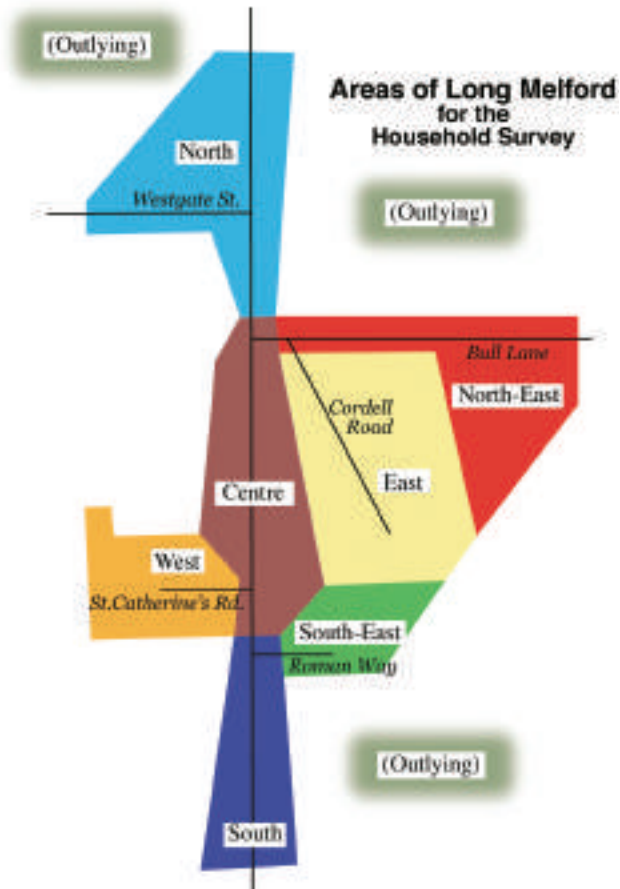 (Outlying)
Areas of Long Melford
for the
Household Survey
North
Westgate St.
(Outlying)
Bull Lane
North-East
Cordell
Road
East
Centre
West
St.Catherine's Rd.
South-East
Roman Way
(Outlying)
South